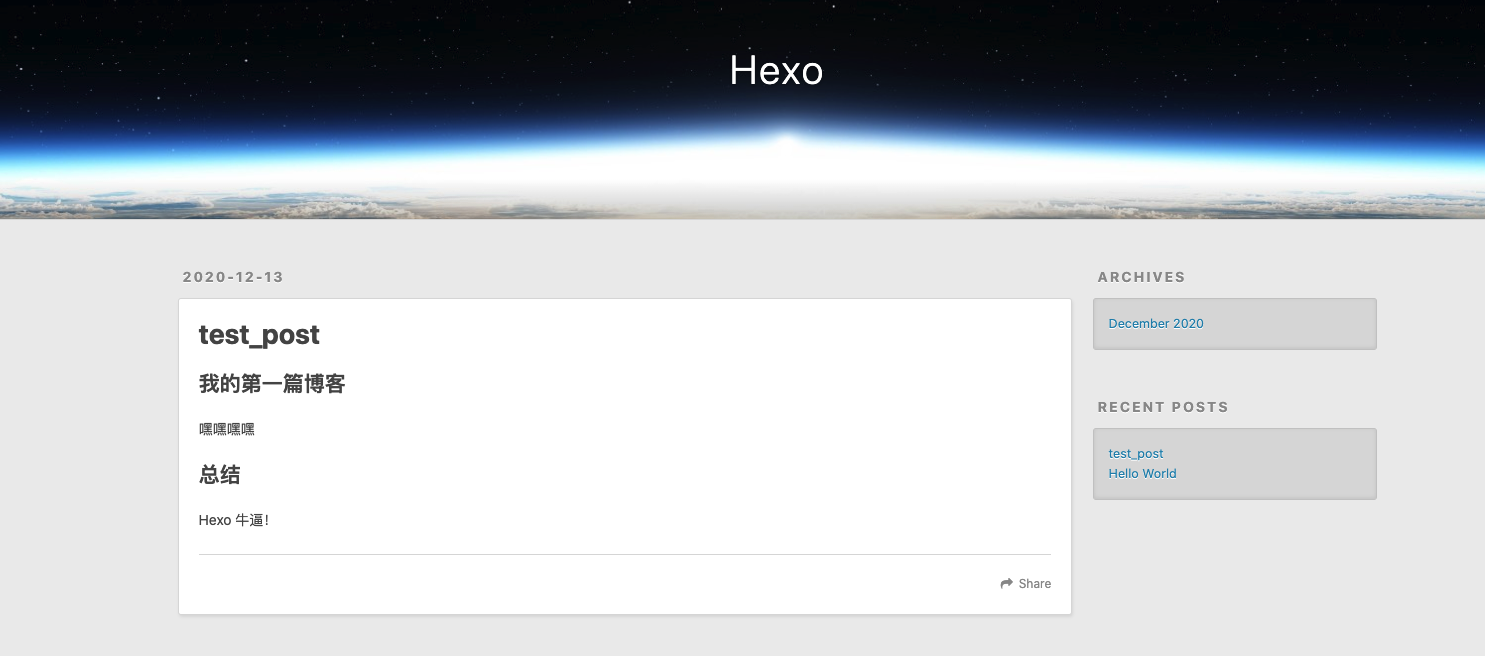 Hexo
2020-12-13
test_post
我的第一篇博客
嘿嘿嘿嘿
总结
Hexo 牛逼！
Share
ARCHIVES
December 2020
RECENT POSTS
test_post
Hello World